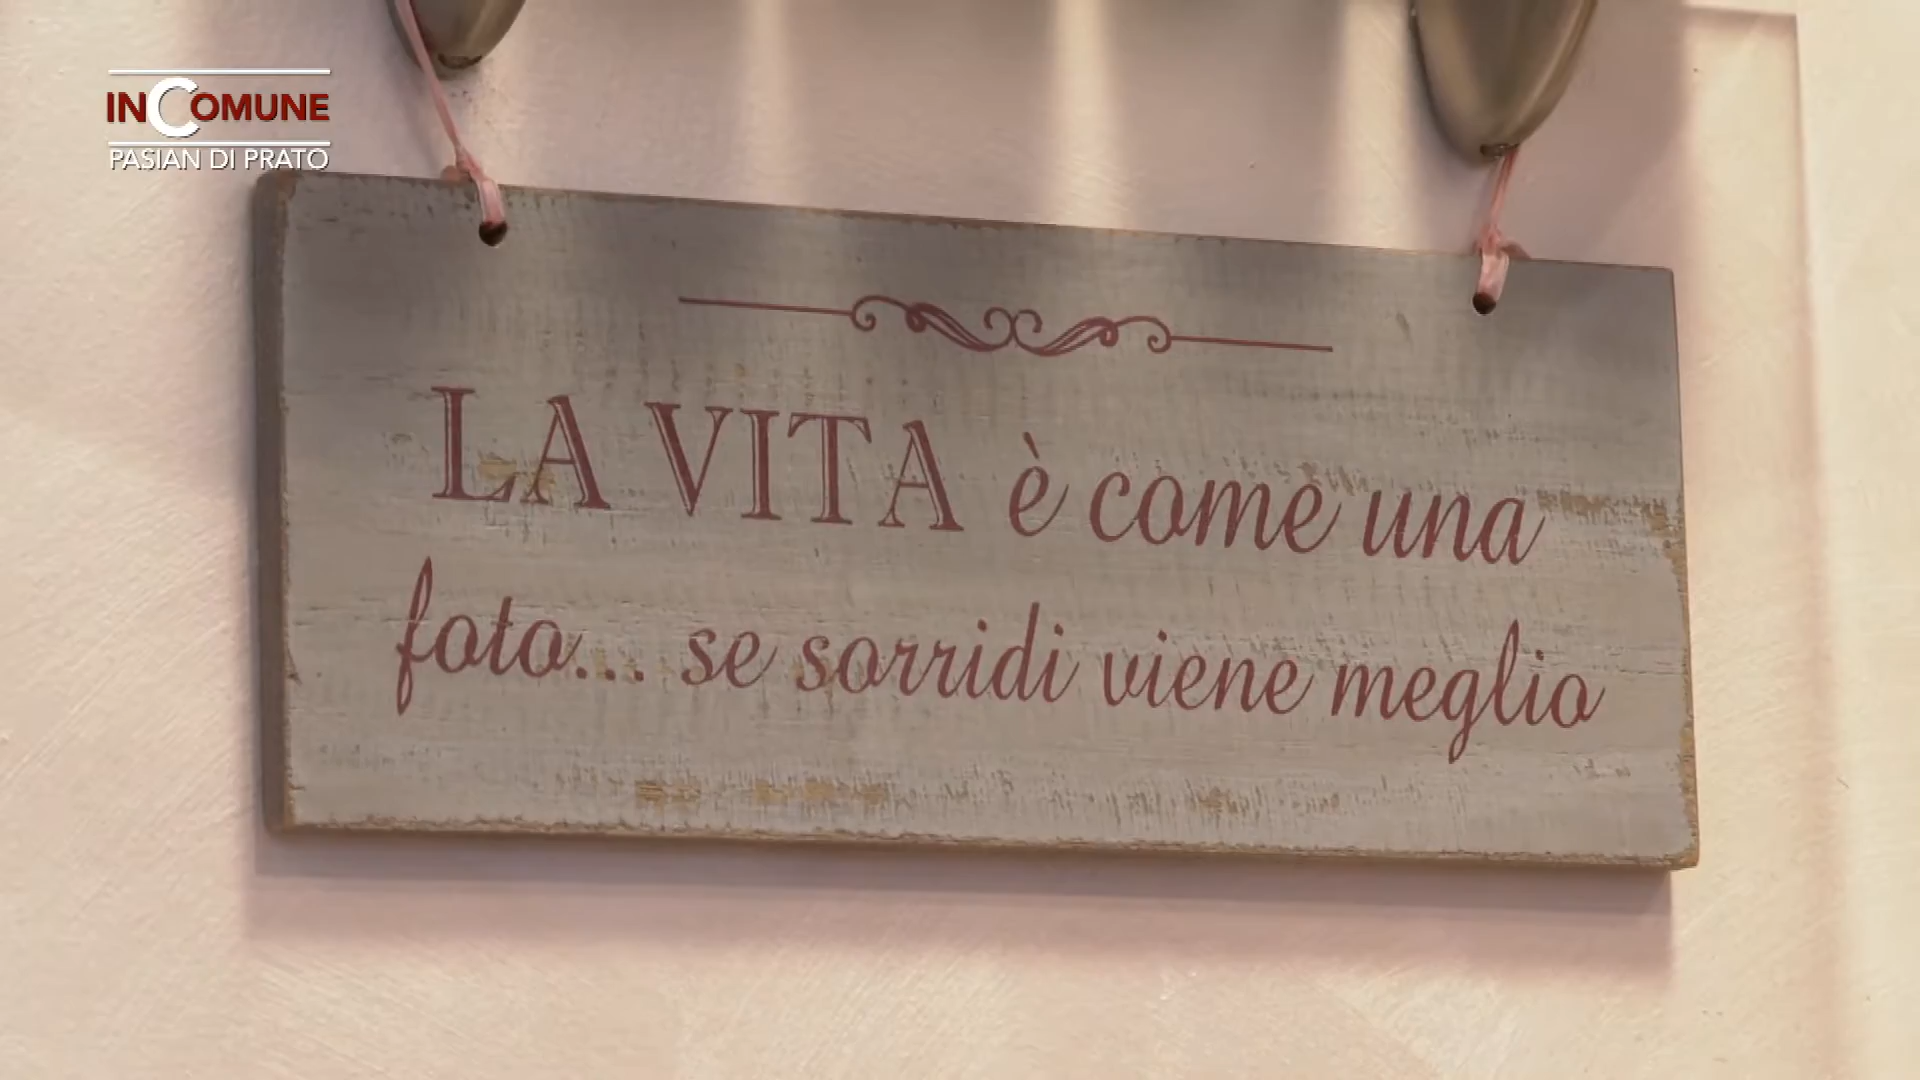 INCOMUNE
PASIAN DI PRATO
LA VITA è come una
foto... se sorridi viene meglio